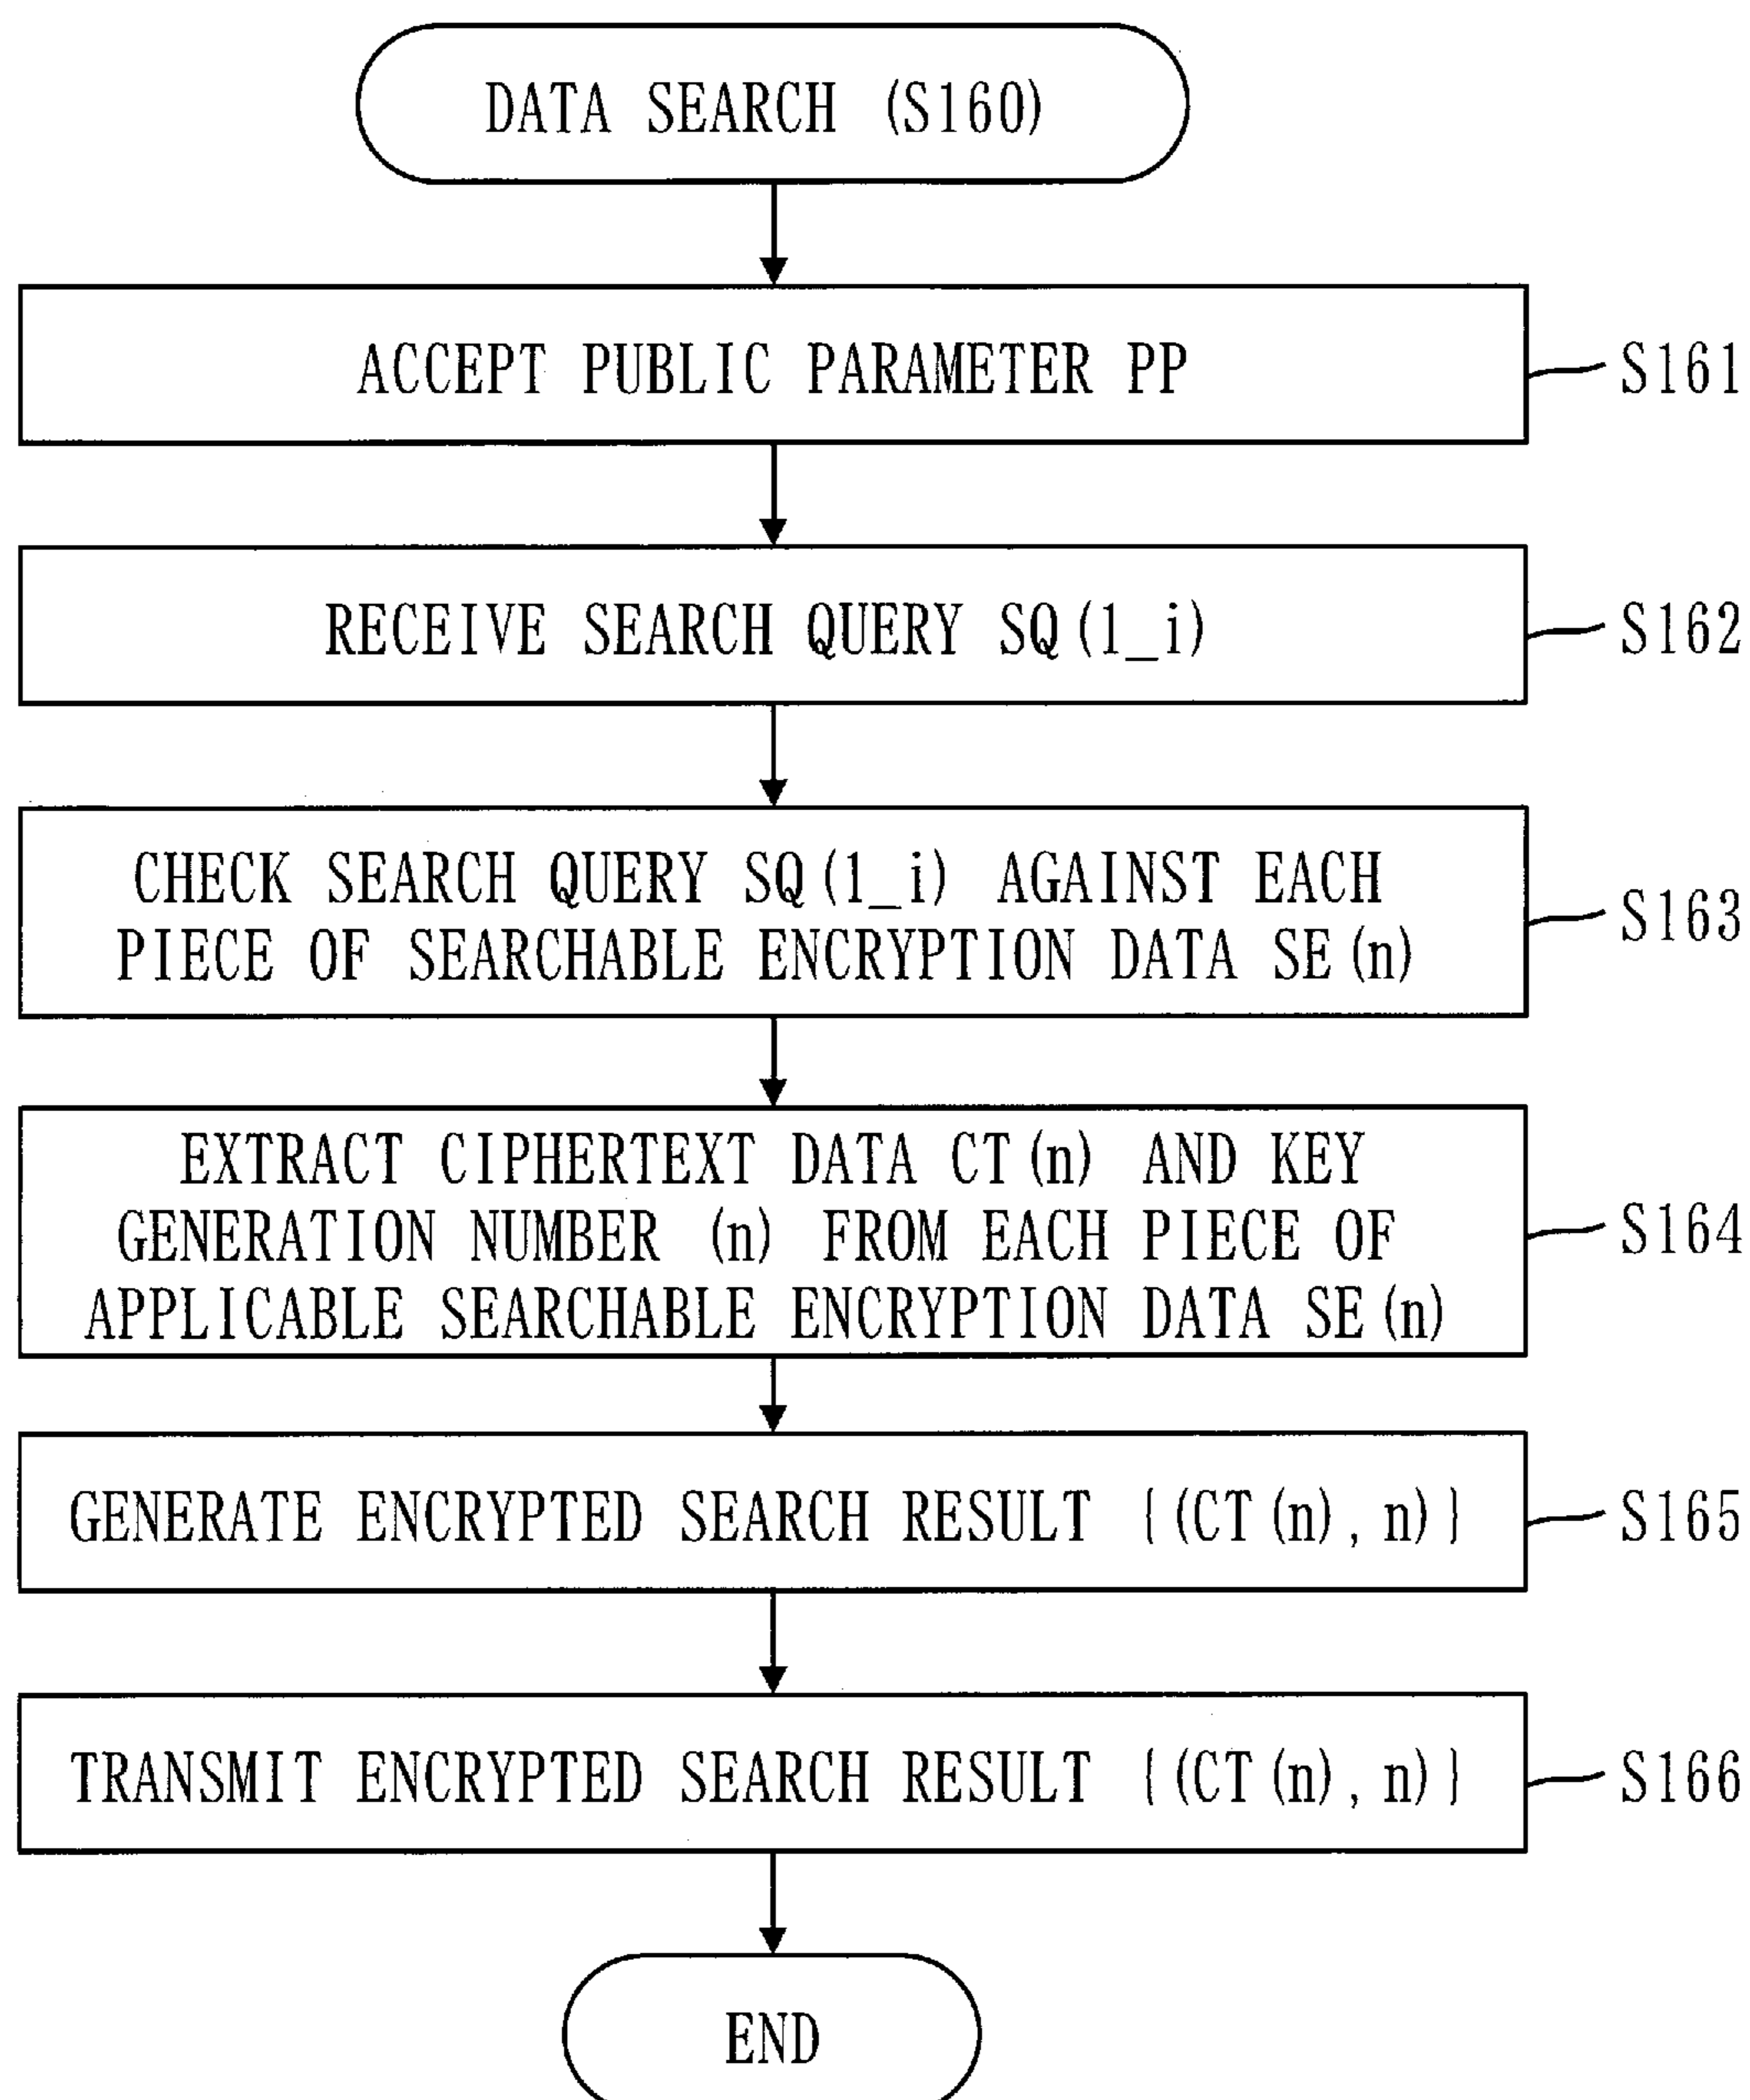 DATA SEARCH (S160)
ACCEPT PUBLIC PARAMETER PP
S161
RECEIVE SEARCH QUERY SQ(1_i)
S162
CHECK SEARCH QUERY SQ(1_i) AGAINST EACH
PIECE OF SEARCHABLE ENCRYPTION DATA SE(n)
S163
EXTRACT CIPHERTEXT DATA CT(n) AND KEY
GENERATION NUMBER (n) FROM EACH PIECE OF
APPLICABLE SEARCHABLE ENCRYPTION DATA SE(n)
S164
GENERATE ENCRYPTED SEARCH RESULT {(CT(n), n)}
S165
TRANSMIT ENCRYPTED SEARCH RESULT {(CT(n), n)}
S166
END